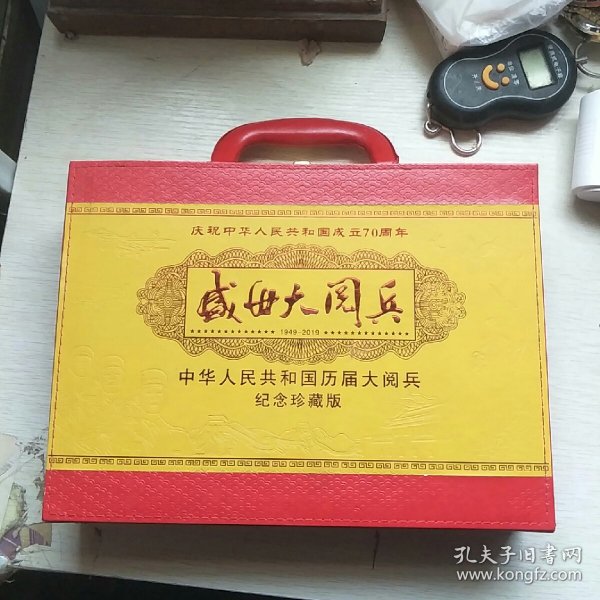 庆祝中华人民共和国成立70周年
盛世大阅兵
1949-2019
中华人民共和国历届大阅兵
纪念珍藏版
孔夫子旧书网
www.kongfz.com